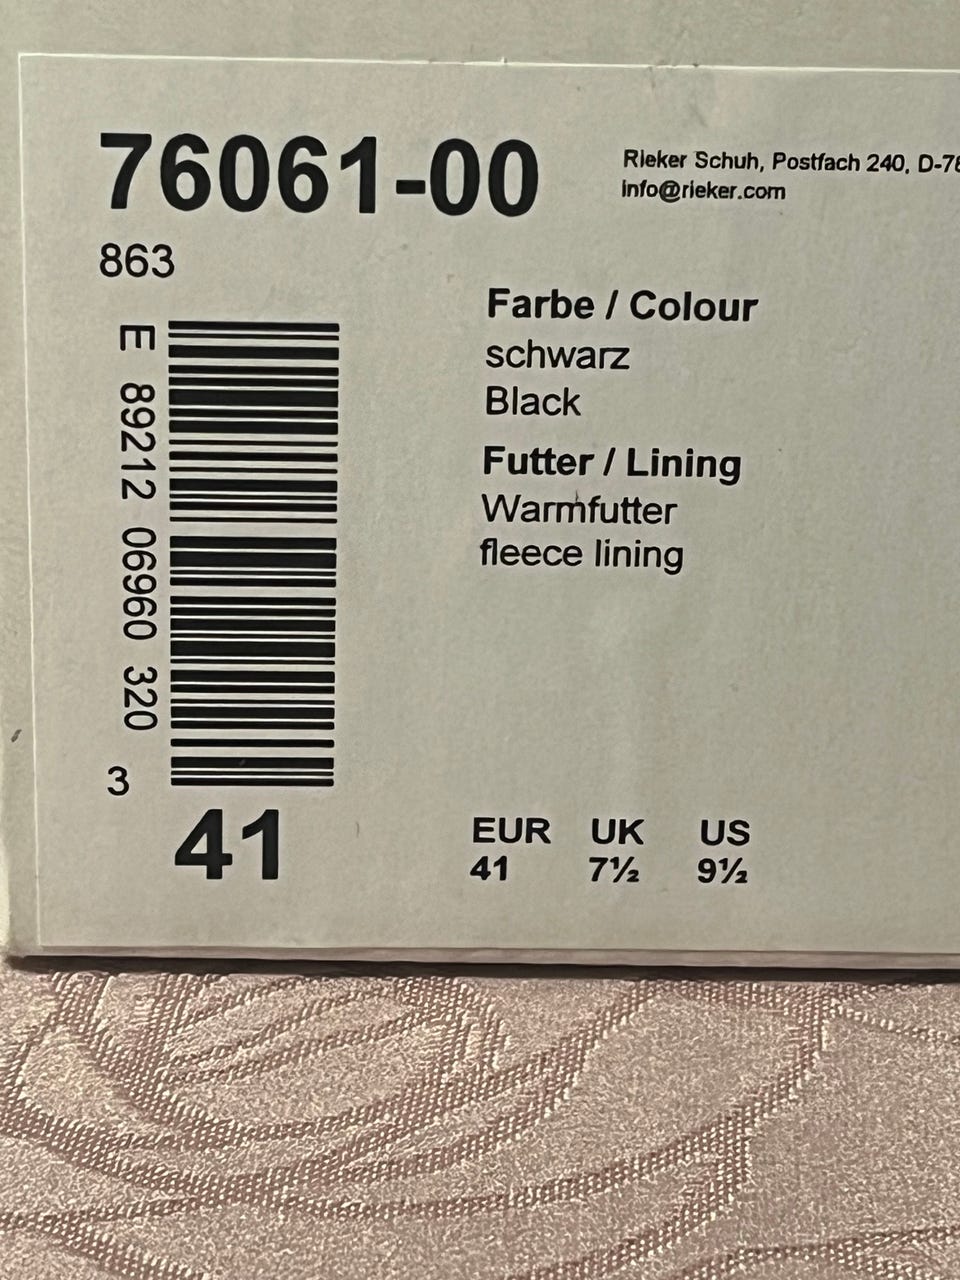 76061-00
Rieker Schuh, Postfach 240, D-78
info@rieker.com
863
Farbe / Colour
schwarz
Black
Futter / Lining
Warmfutter
fleece lining
E 89212 06960 320
3
41
EUR UK US
41 7½ 9½